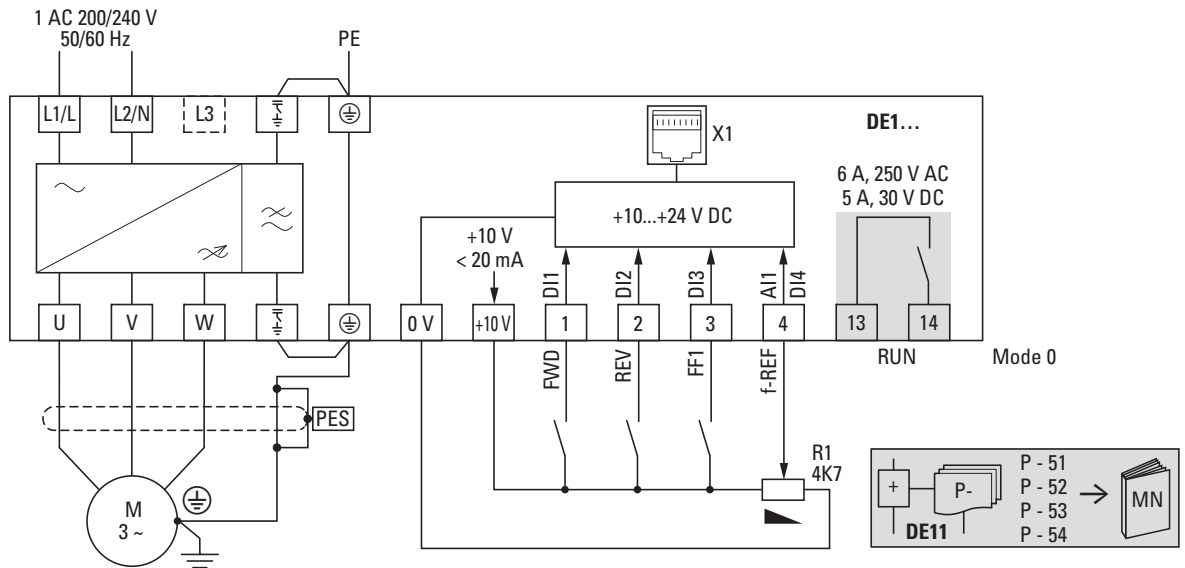 1 AC 200/240 V
50/60 Hz
PE
L1/L
L2/N
L3
X1
DE1...
6 A, 250 V AC
5 A, 30 V DC
+10...+24 V DC
+10 V
< 20 mA
DI1
DI2
DI3
AI1
DI4
U
V
W
0 V
+10 V
1
2
3
4
13
14
FWD
REV
FF1
f-REF
RUN
Mode 0
PES
R1
4K7
M
3 ~
+
P-
DE11
P - 51
P - 52
P - 53
P - 54
MN